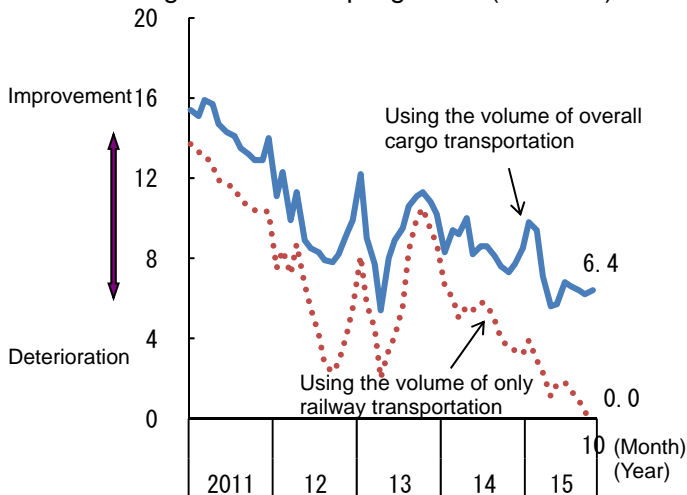 20
Improvement 16
Using the volume of overall
cargo transportation
12
8
6.4
4
Deterioration
Using the volume of only
railway transportation
0.0
0
10 (Month)
(Year)
2011 12 13 14 15